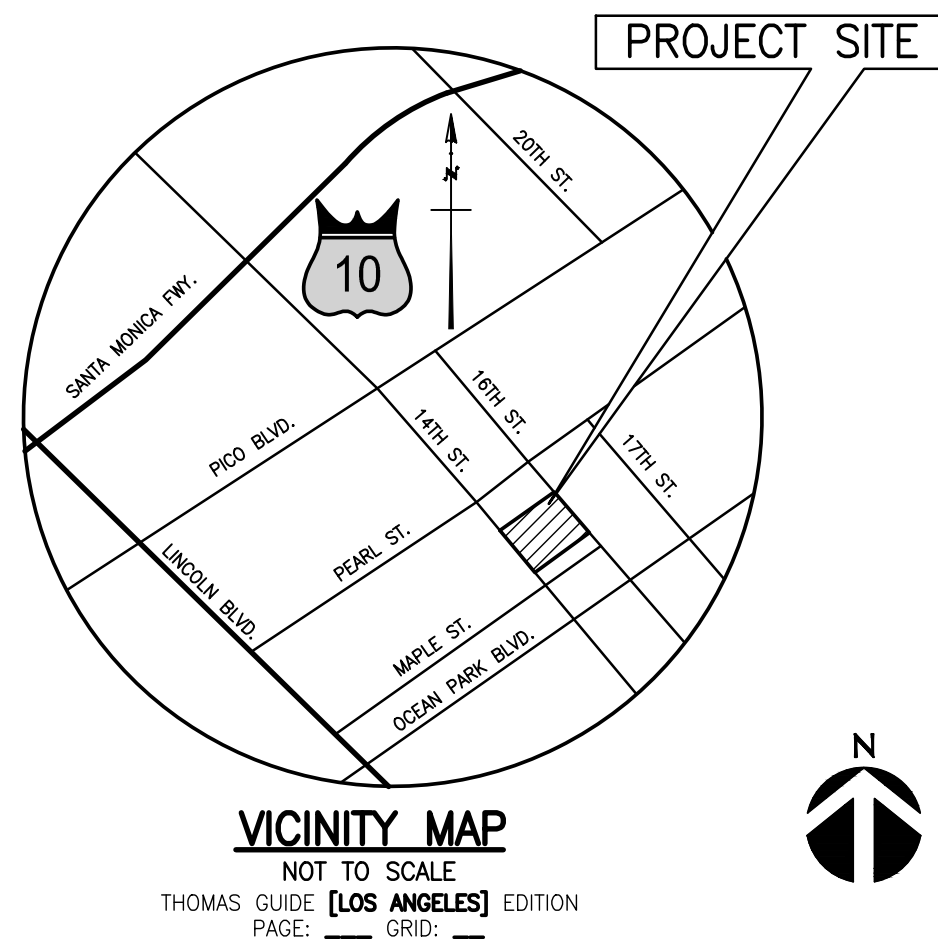 PROJECT SITE
20TH ST.
N
10
SANTA MONICA FWY.
16TH ST.
14TH ST.
17TH ST.
PICO BLVD.
PEARL ST.
LINCOLN BLVD.
MAPLE ST.
OCEAN PARK BLVD.
N
VICINITY MAP
NOT TO SCALE
THOMAS GUIDE [LOS ANGELES] EDITION
PAGE: ___ GRID: __